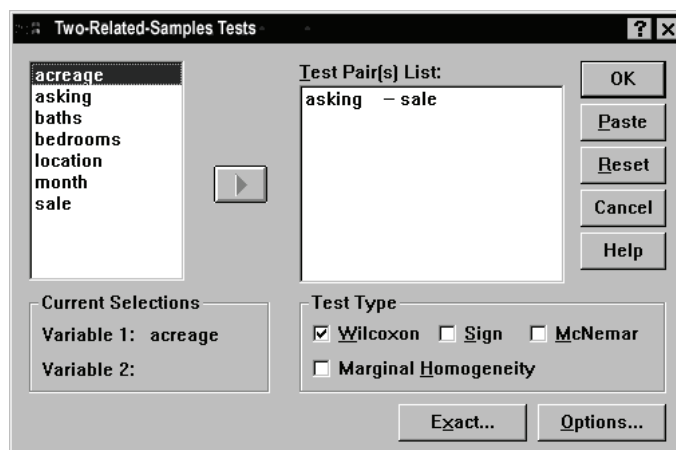 Two-Related-Samples Tests
acreage
asking
baths
bedrooms
location
month
sale
Test Pair(s) List:
asking – sale
OK
Paste
Reset
Cancel
Help
Current Selections
Variable 1: acreage
Variable 2:
Test Type
Wilcoxon Sign McNemar
Marginal Homogeneity
Exact... Options...